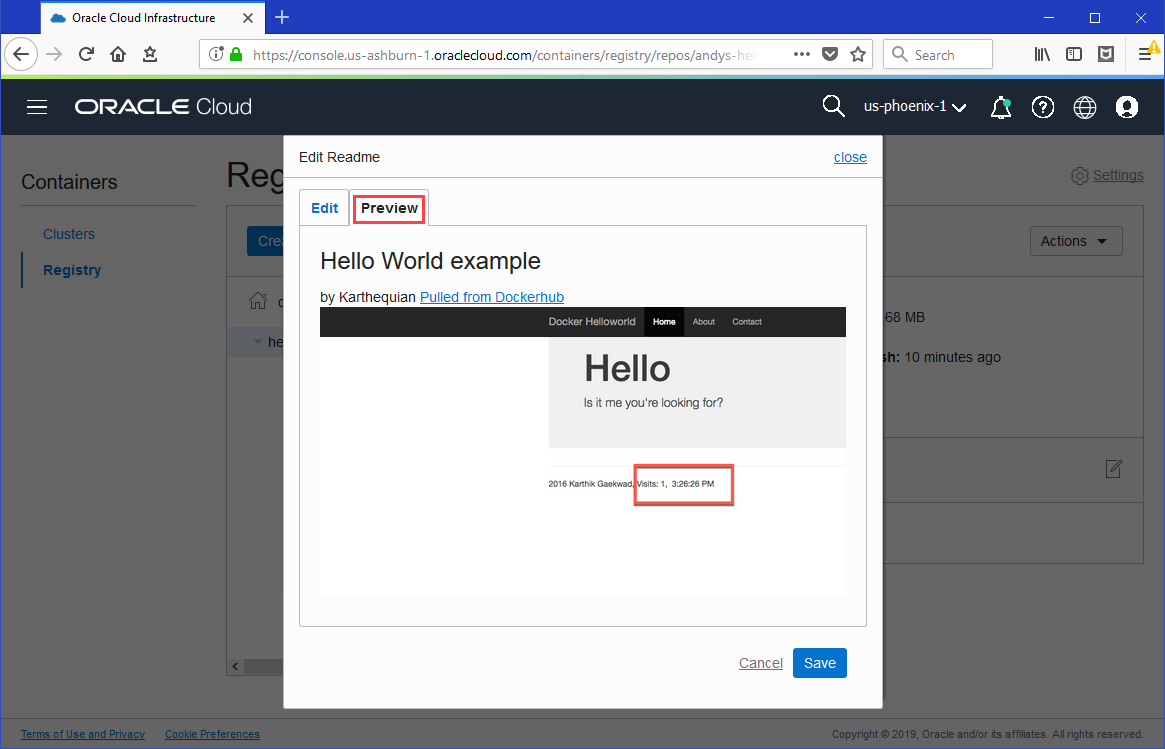 Oracle Cloud Infrastructure
https://console.us-ashburn-1.oraclecloud.com/containers/registry/repos/andys-he
Search
ORACLE Cloud
us-phoenix-1
Containers
Clusters
Registry
Reg
Settings
Crea
Actions
he
68 MB
sh: 10 minutes ago
Edit Readme
close
Edit
Preview
Hello World example
by Karthequian Pulled from Dockerhub
Docker Helloworld Home About Contact
Hello
Is it me you're looking for?
2016 Karthik Gaekwad, Visits: 1, 3:26:26 PM
Cancel
Save
Terms of Use and Privacy Cookie Preferences
Copyright © 2019, Oracle and/or its affiliates. All rights reserved.